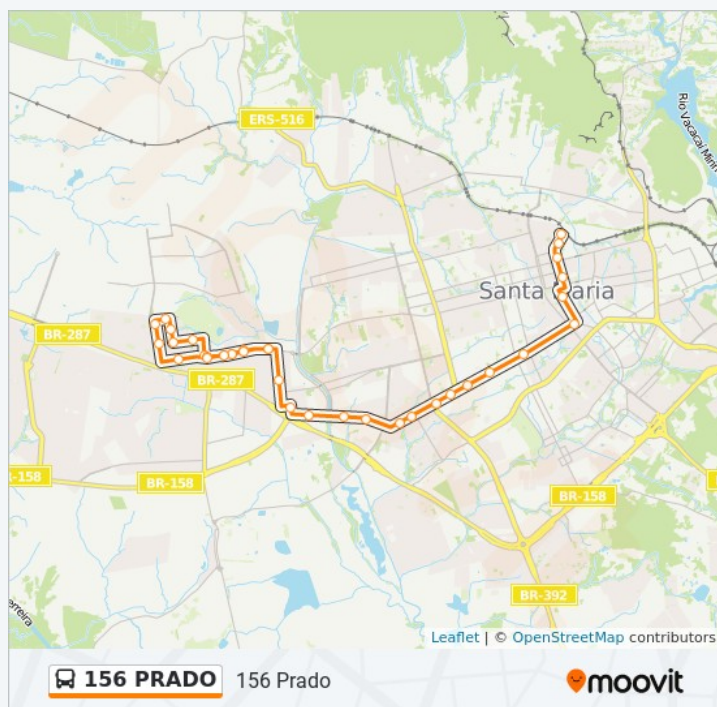 ERS-516
Rio Vacacaí Mirim
Santa Maria
BR-287
BR-287
BR-158
BR-158
BR-158
BR-392
Leaflet | © OpenStreetMap contributors
156 PRADO 156 Prado moovit